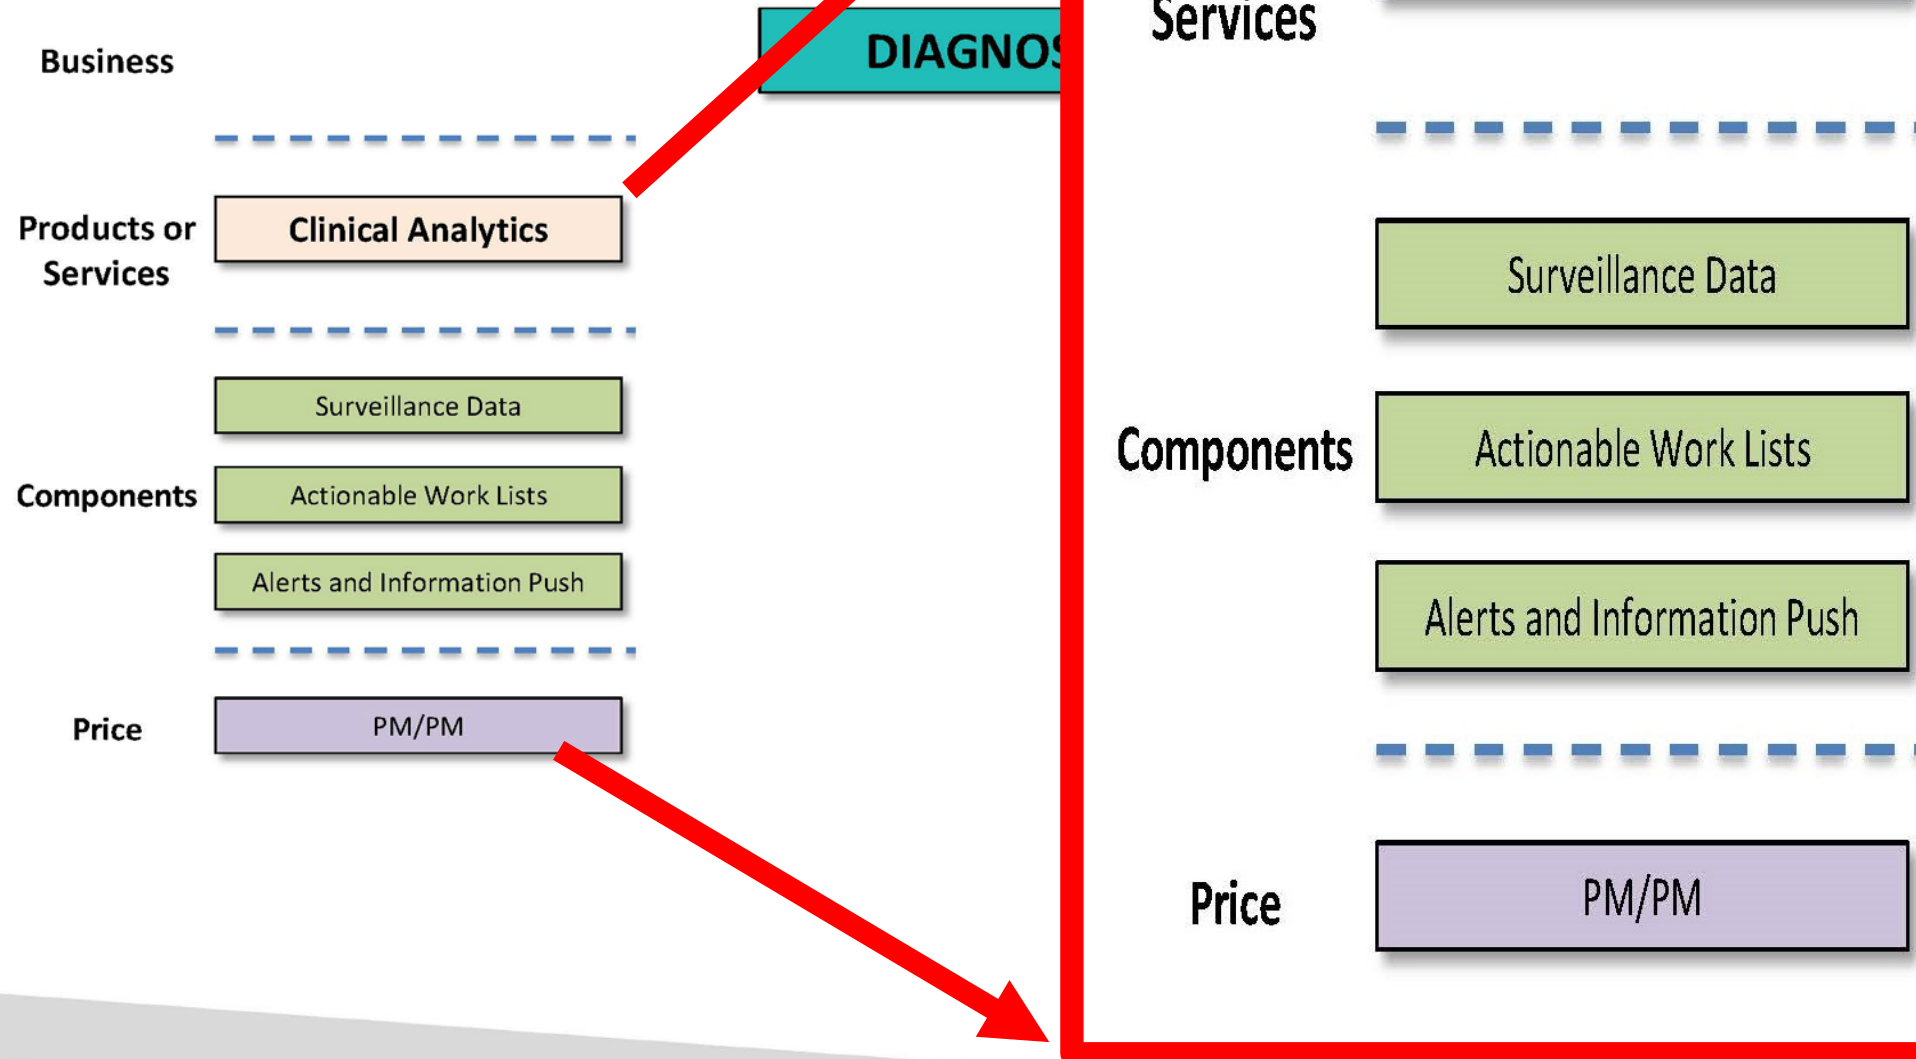 Business
DIAGNOS
Products or
Services
Clinical Analytics
Surveillance Data
Components
Actionable Work Lists
Alerts and Information Push
Price
PM/PM
Services
Surveillance Data
Components
Actionable Work Lists
Alerts and Information Push
Price
PM/PM